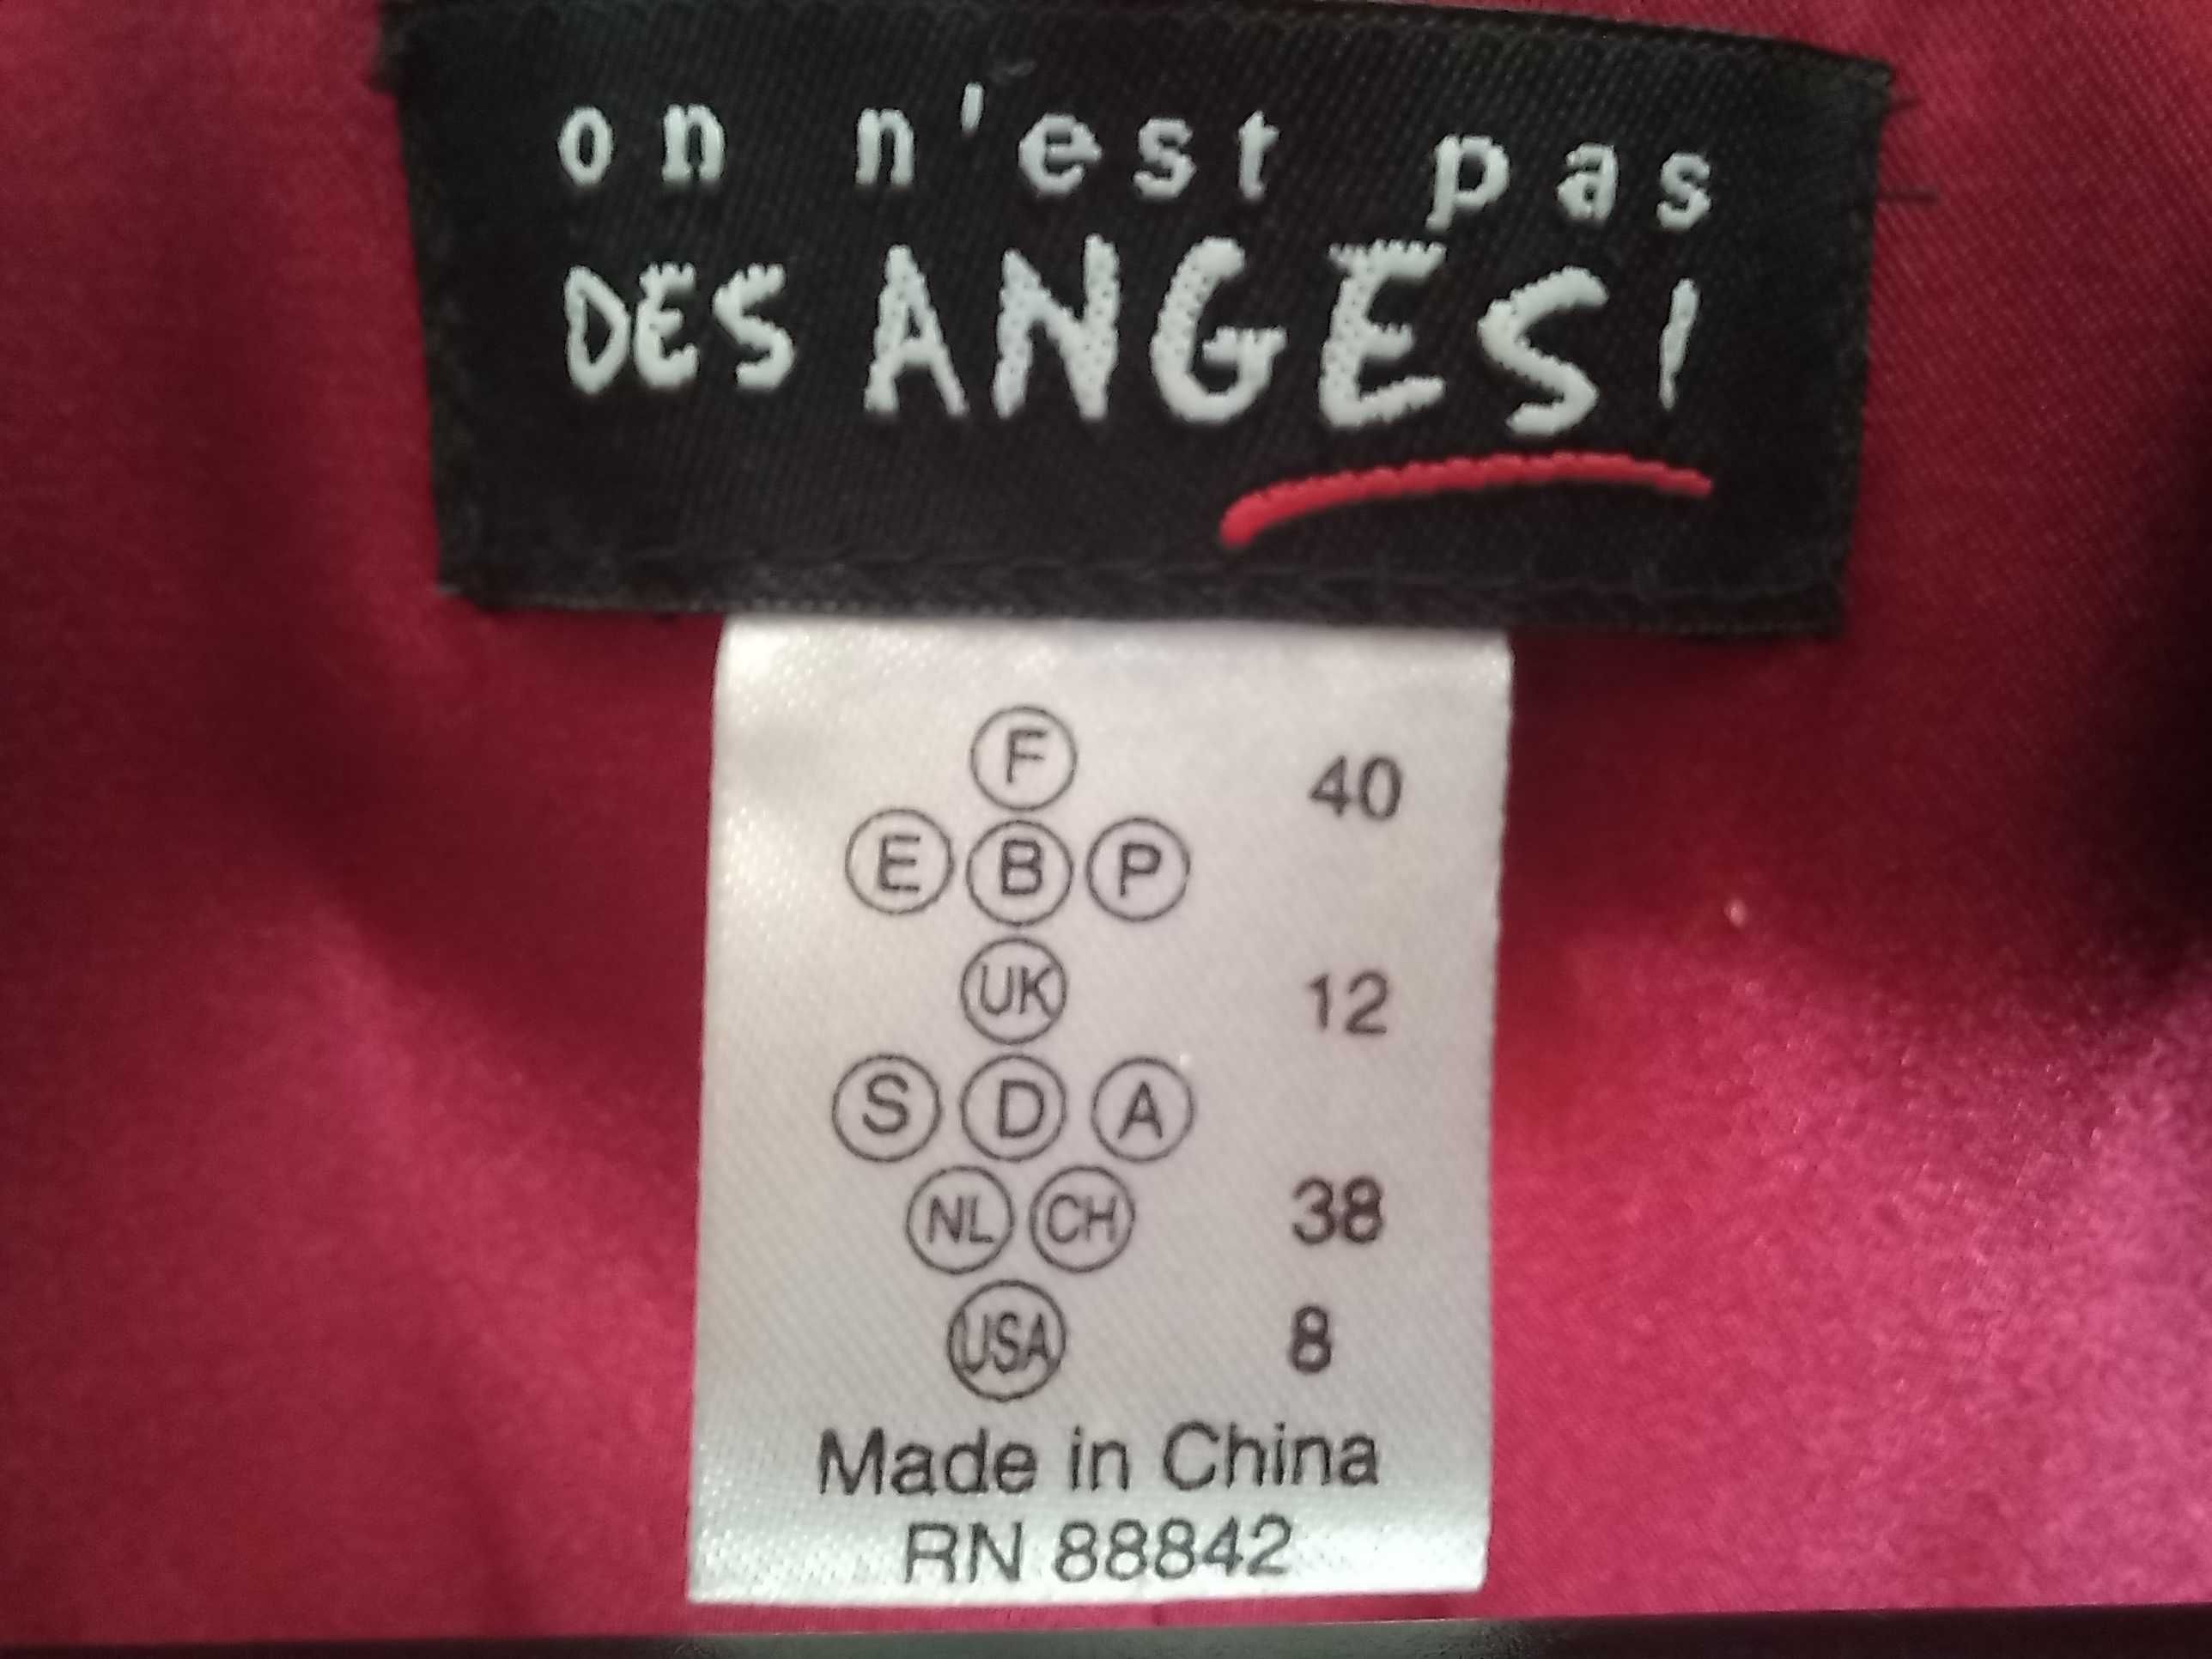 on n'est pas
DES ANGES!
F 40
E B P
UK 12
S D A
NL CH 38
USA 8
Made in China
RN 88842